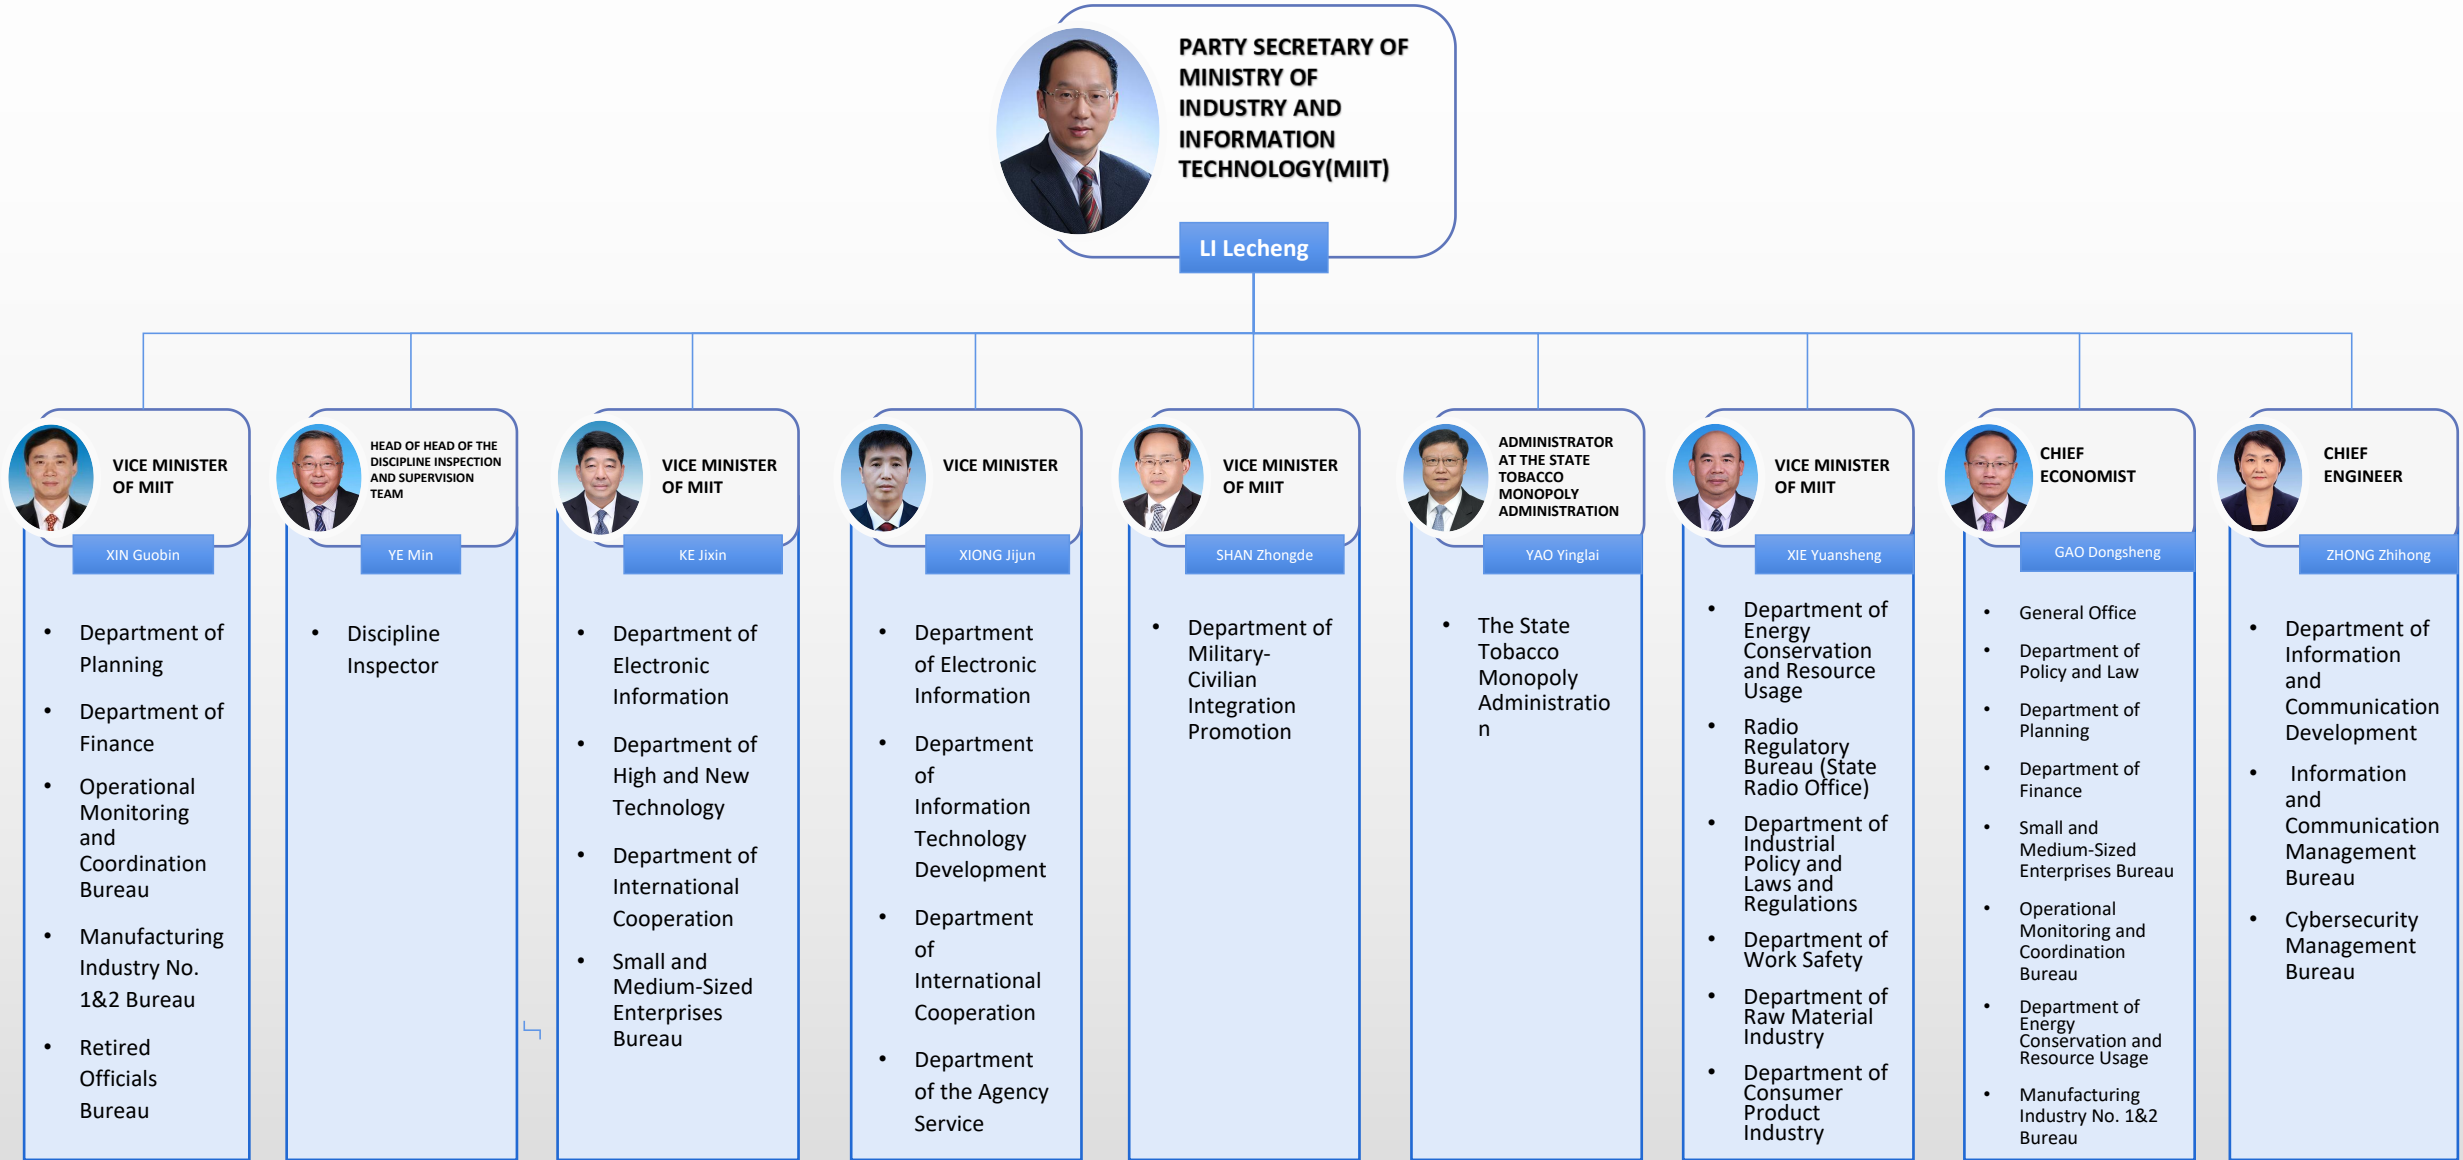 PARTY SECRETARY OF
MINISTRY OF
INDUSTRY AND
INFORMATION
TECHNOLOGY(MIIT)
LI Lecheng
VICE MINISTER
OF MIIT
XIN Guobin
• Department of
Planning
• Department of
Finance
• Operational
Monitoring
and
Coordination
Bureau
• Manufacturing
Industry No.
1&2 Bureau
• Retired
Officials
Bureau
HEAD OF HEAD OF THE
DISCIPLINE INSPECTION
AND SUPERVISION
TEAM
YE Min
• Discipline
Inspector
VICE MINISTER
OF MIIT
KE Jixin
• Department of
Electronic
Information
• Department of
High and New
Technology
• Department of
International
Cooperation
• Small and
Medium-Sized
Enterprises
Bureau
VICE MINISTER
XIONG Jijun
• Department
of Electronic
Information
• Department
of
Information
Technology
Development
• Department
of
International
Cooperation
• Department
of the Agency
Service
VICE MINISTER
OF MIIT
SHAN Zhongde
• Department of
Military-
Civilian
Integration
Promotion
ADMINISTRATOR
AT THE STATE
TOBACCO
MONOPOLY
ADMINISTRATION
YAO Yinglai
• The State
Tobacco
Monopoly
Administratio
n
VICE MINISTER
OF MIIT
XIE Yuansheng
• Department of
Energy
Conservation
and Resource
Usage
• Radio
Regulatory
Bureau (State
Radio Office)
• Department of
Industrial
Policy and
Laws and
Regulations
• Department of
Work Safety
• Department of
Raw Material
Industry
• Department of
Consumer
Product
Industry
CHIEF
ECONOMIST
GAO Dongsheng
• General Office
• Department of
Policy and Law
• Department of
Planning
• Department of
Finance
• Small and
Medium-Sized
Enterprises Bureau
• Operational
Monitoring and
Coordination
Bureau
• Department of
Energy
Conservation and
Resource Usage
• Manufacturing
Industry No. 1&2
Bureau
CHIEF
ENGINEER
ZHONG Zhihong
• Department of
Information
and
Communication
Development
• Information
and
Communication
Management
Bureau
• Cybersecurity
Management
Bureau